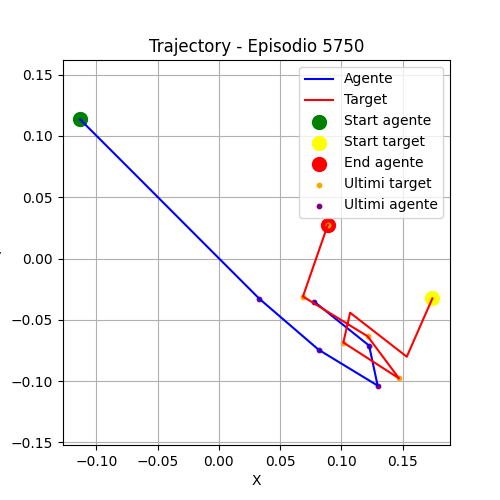 Trajectory - Episodio 5750
0.15
0.10
0.05
0.00
−0.05
−0.10
−0.15
Agente
Target
Start agente
Start target
End agente
Ultimi target
Ultimi agente
−0.10
−0.05
0.00
0.05
0.10
0.15
X